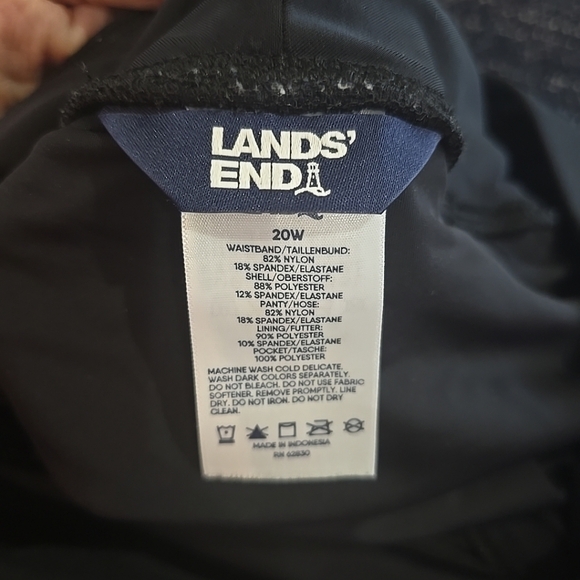 LANDS'
END
20W
WAISTBAND/TAILLENBUND:
82% NYLON
18% SPANDEX/ELASTANE
SHELL/OBERSTOFF:
88% POLYESTER
12% SPANDEX/ELASTANE
PANTY/HOSE:
82% NYLON
18% SPANDEX/ELASTANE
LINING/FUTTER:
90% POLYESTER
10% SPANDEX/ELASTANE
POCKET/TASCHE:
100% POLYESTER
MACHINE WASH COLD DELICATE.
WASH DARK COLORS SEPARATELY.
DO NOT BLEACH. DO NOT USE FABRIC
SOFTENER. REMOVE PROMPTLY. LINE
DRY. DO NOT IRON. DO NOT DRY
CLEAN.
MADE IN INDONESIA
RN 62830